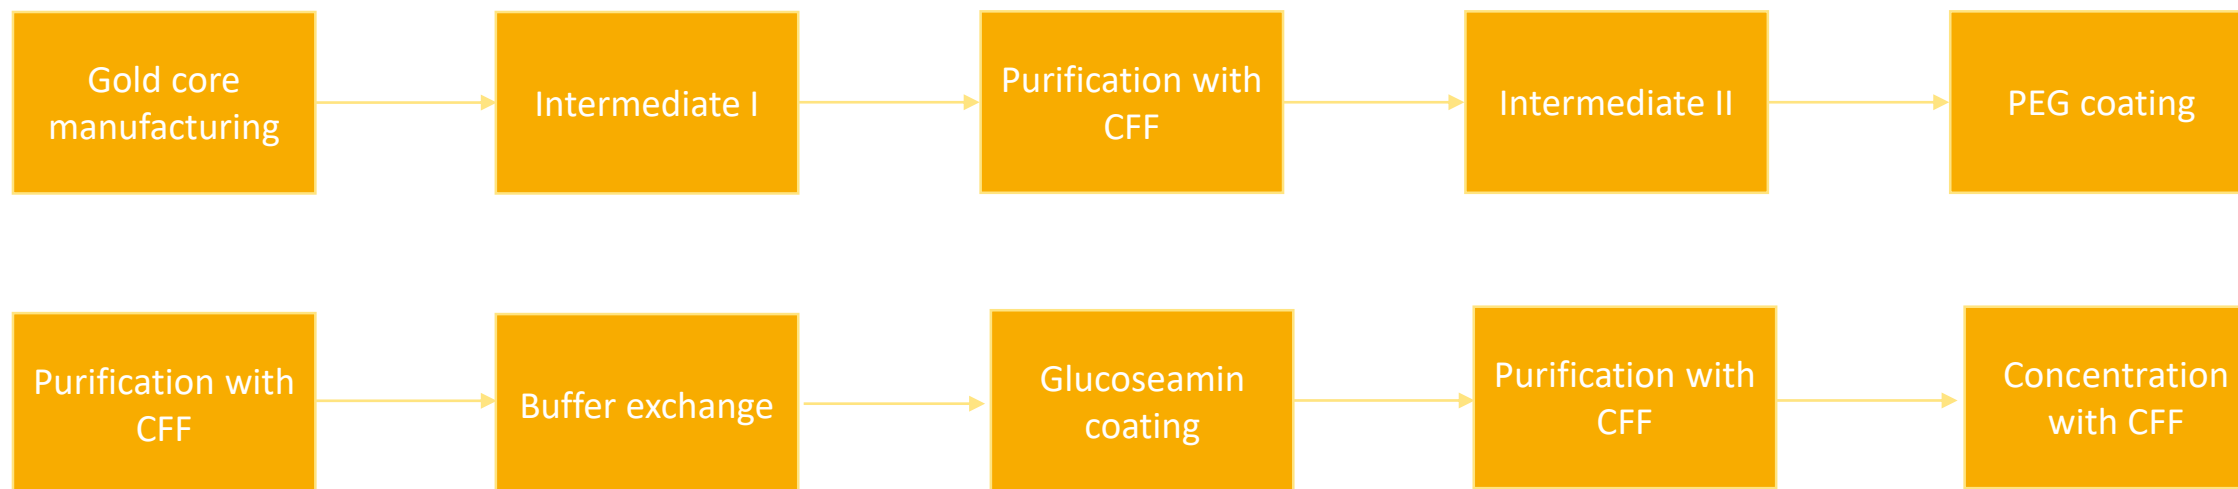 Gold core
manufacturing
Intermediate I
Purification with
CFF
Intermediate II
PEG coating
Purification with
CFF
Buffer exchange
Glucoseamin
coating
Purification with
CFF
Concentration
with CFF